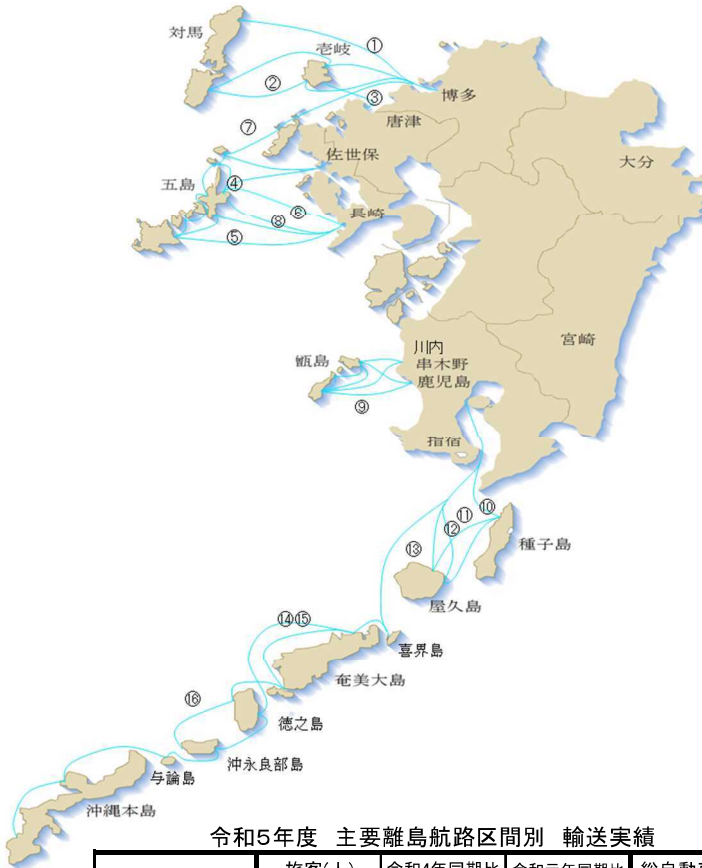 対馬
①
壱岐
②
③
博多
唐津
⑦
佐世保
大分
五島
④
⑥
⑧
長崎
⑤
宮崎
川内
甑島
串木野
鹿児島
⑨
指宿
⑩
⑪
⑫
⑬
種子島
屋久島
⑭⑮
喜界島
奄美大島
⑯
徳之島
沖永良部島
与論島
沖縄本島
令和5年度 主要離島航路区間別 輸送実績
旅客(人) 令和4年同期比 令和元年同期比